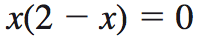 x(2 − x) = 0